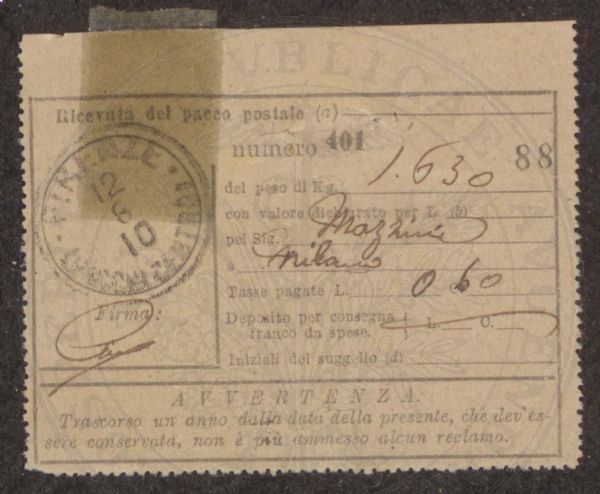 Ricevuta del pacco postale (a)
numero 401
88
del peso di Kg. 1.630
con valore dichiarato per L. (b)
pel Sig. Mazzini
a Milano
Tasse pagate L. 0 60
Deposito per consegna
franco da spese. L. C.
Iniziali del suggello (d)
FIRENZE
12 8 10
Firma:
AVVERTENZA.
Trascorso un anno dalla data della presente, che dev'es-
sere conservata, non è più ammesso alcun reclamo.